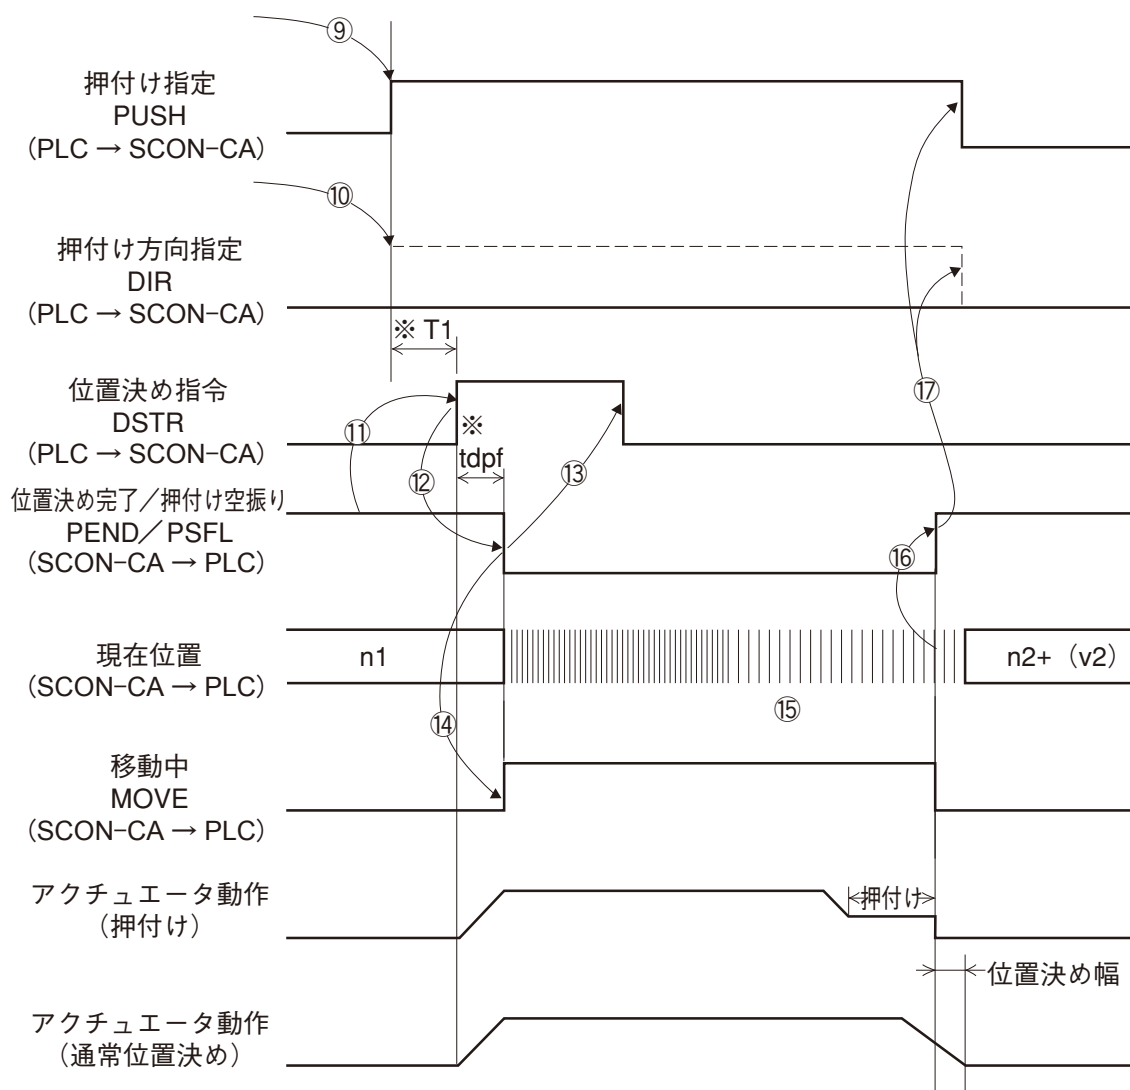 ⑨
押付け指定
PUSH
(PLC → SCON-CA)
⑩
押付け方向指定
DIR
(PLC → SCON-CA)
※ T1
位置決め指令
DSTR
(PLC → SCON-CA)
⑪
※
tdpf
⑫
⑬
⑰
位置決め完了／押付け空振り
PEND／PSFL
(SCON-CA → PLC)
⑯
現在位置
(SCON-CA → PLC)
n1
n2+（v2）
⑭
⑮
移動中
MOVE
(SCON-CA → PLC)
アクチュエータ動作
（押付け）
押付け
位置決め幅
アクチュエータ動作
（通常位置決め）